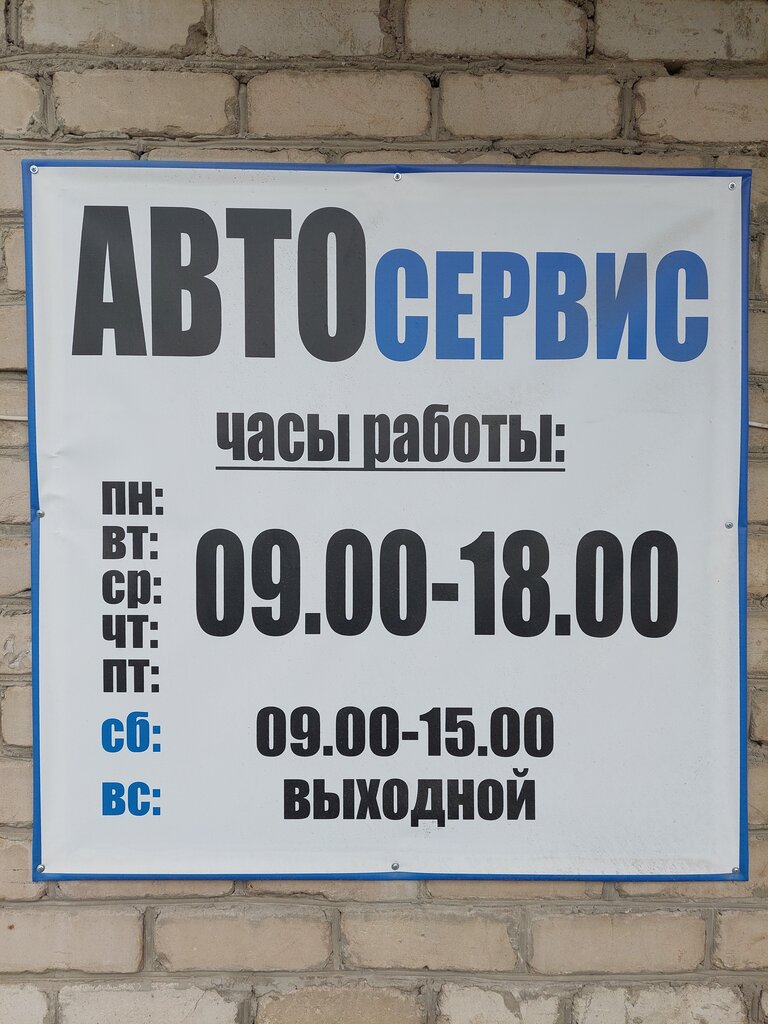 АВТОСЕРВИС
часы работы:
пн:
вт:
ср:
чт:
пт:
09.00-18.00
сб: 09.00-15.00
вс: выходной